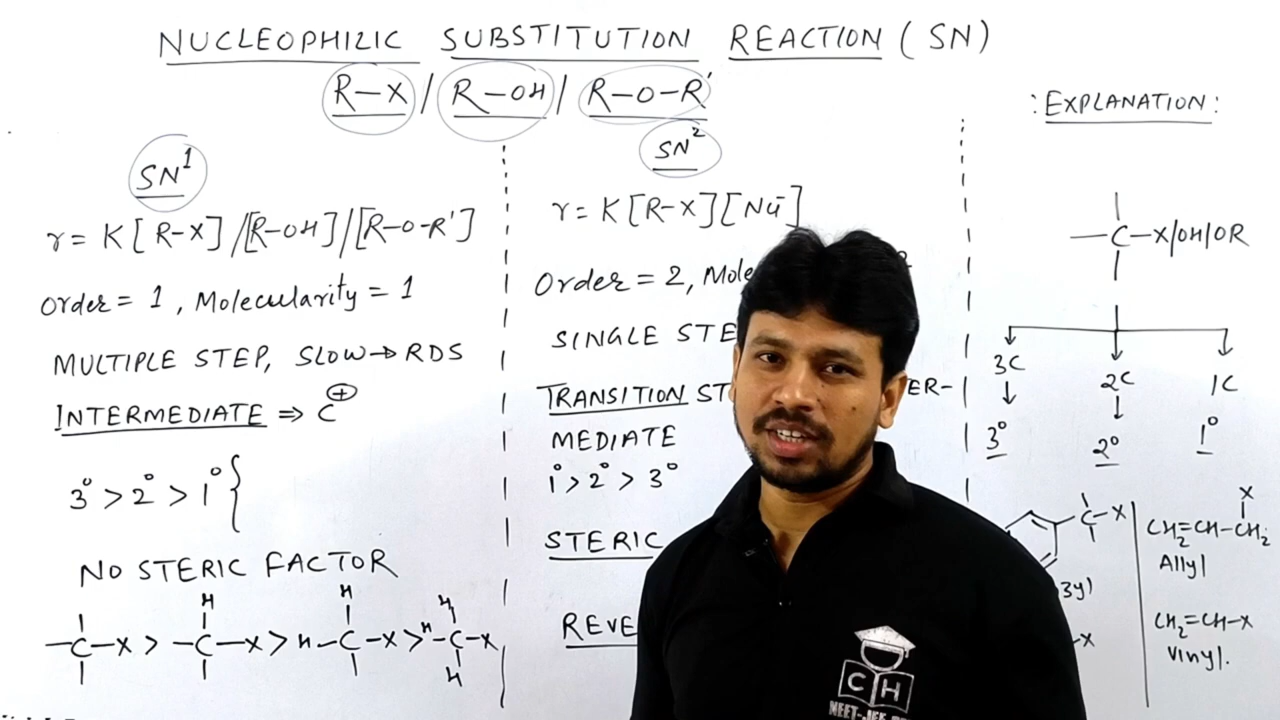 NUCLEOPHILIC SUBSTITUTION REACTION (SN)
R-X / R-OH / R-O-R'
SN1
r = K[R-X]/[R-OH]/[R-O-R']
Order = 1, Molecularity = 1
MULTIPLE STEP, SLOW→RDS
INTERMEDIATE ⇒ C⊕
3° > 2° > 1° {
NO STERIC FACTOR
-C-X > H -C-X > H H-C-X > H H-C-X H
SN2
r = K[R-X][Nu-]
Order = 2,
SINGLE
TRANSITION
MEDIATE
1° > 2° > 3°
STERIC
:EXPLANATION:
-C-X/OH/OR
3C 2C 1C
3° 2° 1°
C-X
CH2=CH-CH2 X
Allyl
CH2=CH-X
Vinyl.
-X
CH